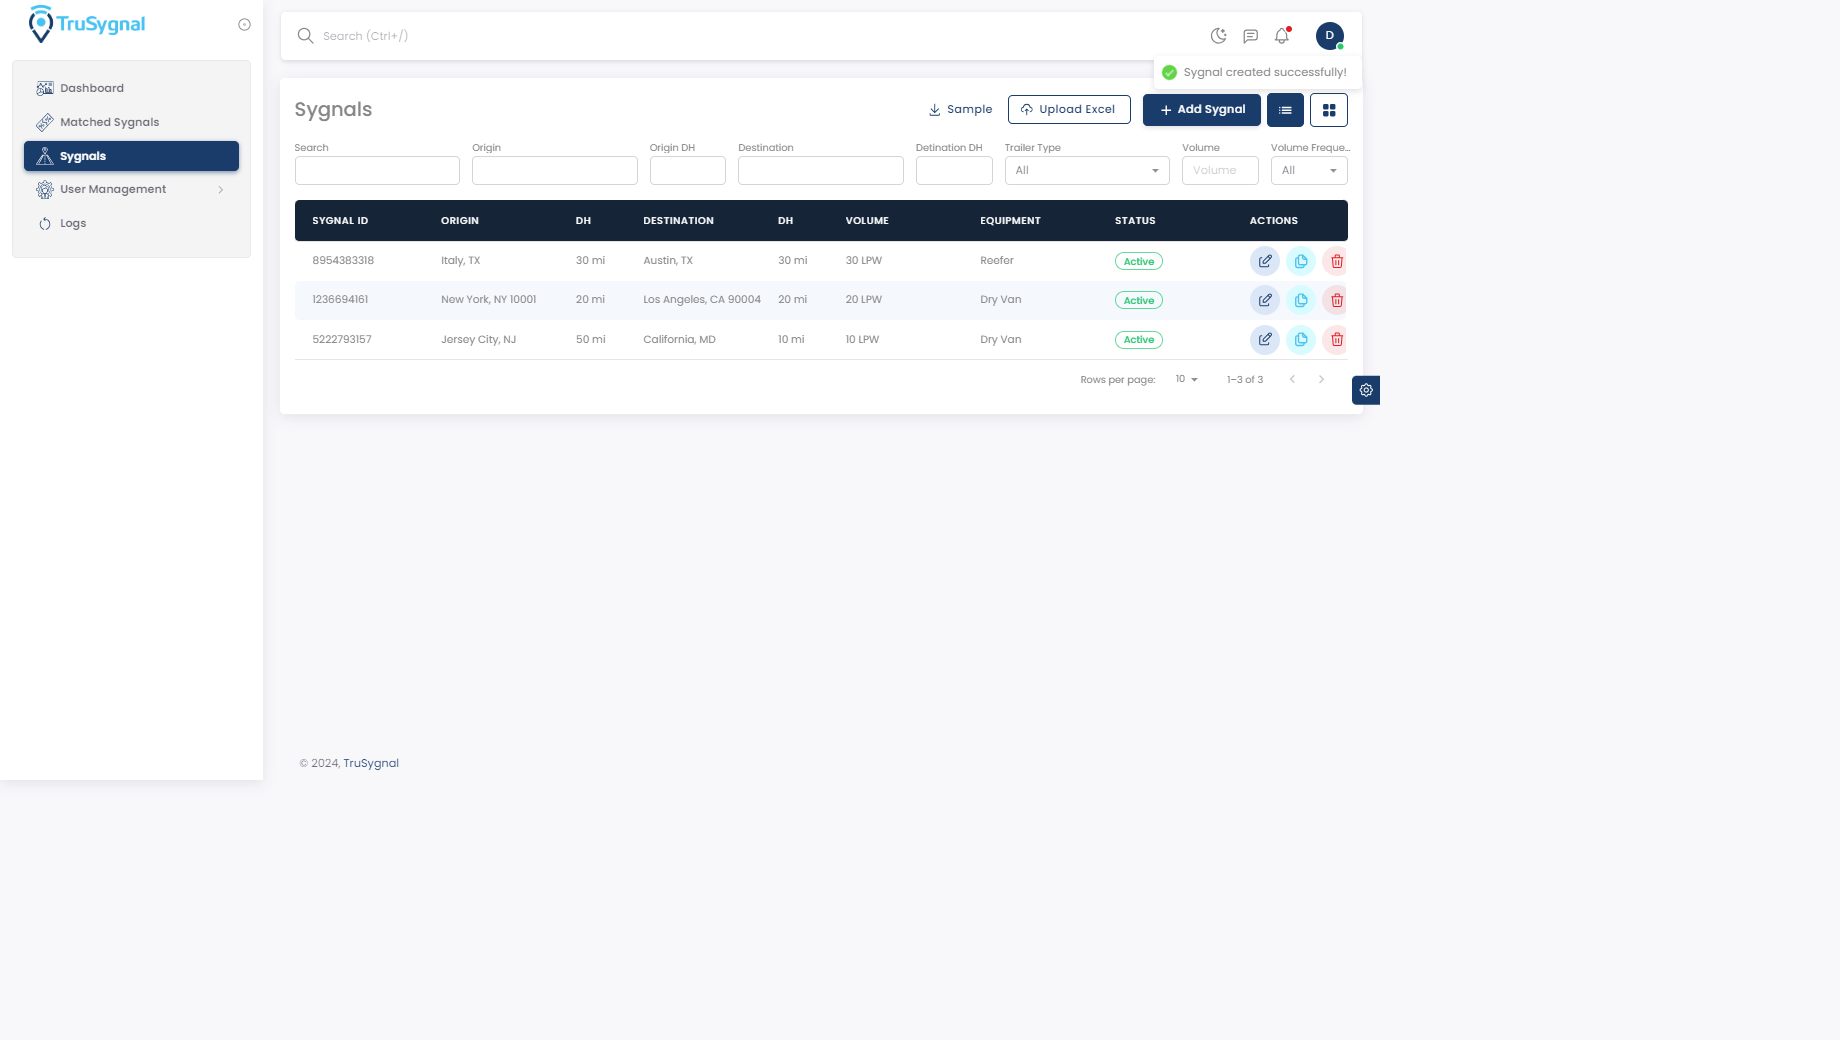 TruSygnal
Dashboard
Matched Sygnals
Sygnals
User Management
Logs
Search (Ctrl+/)
D
Sygnal created successfully!
Sygnals
Sample
Upload Excel
Add Sygnal
Search
Origin
Origin DH
Destination
Detination DH
Trailer Type
Volume
Volume Freque...
All
Volume
All
SYGNAL ID ORIGIN DH DESTINATION DH VOLUME EQUIPMENT STATUS ACTIONS
8954383318 Italy, TX 30 mi Austin, TX 30 mi 30 LPW Reefer Active
1236694161 New York, NY 10001 20 mi Los Angeles, CA 90004 20 mi 20 LPW Dry Van Active
5222793157 Jersey City, NJ 50 mi California, MD 10 mi 10 LPW Dry Van Active
Rows per page: 10 1–3 of 3
© 2024, TruSygnal